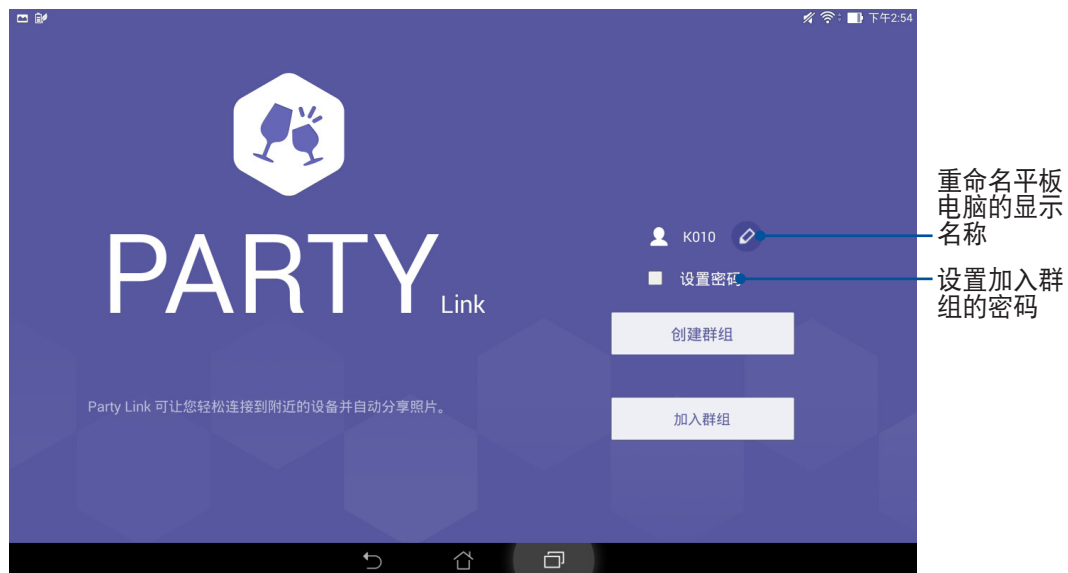 下午2:54
PARTY
Link
Party Link 可让您轻松连接到附近的设备并自动分享照片。
K010
设置密码
创建群组
加入群组
重命名平板
电脑的显示
名称
设置加入群
组的密码